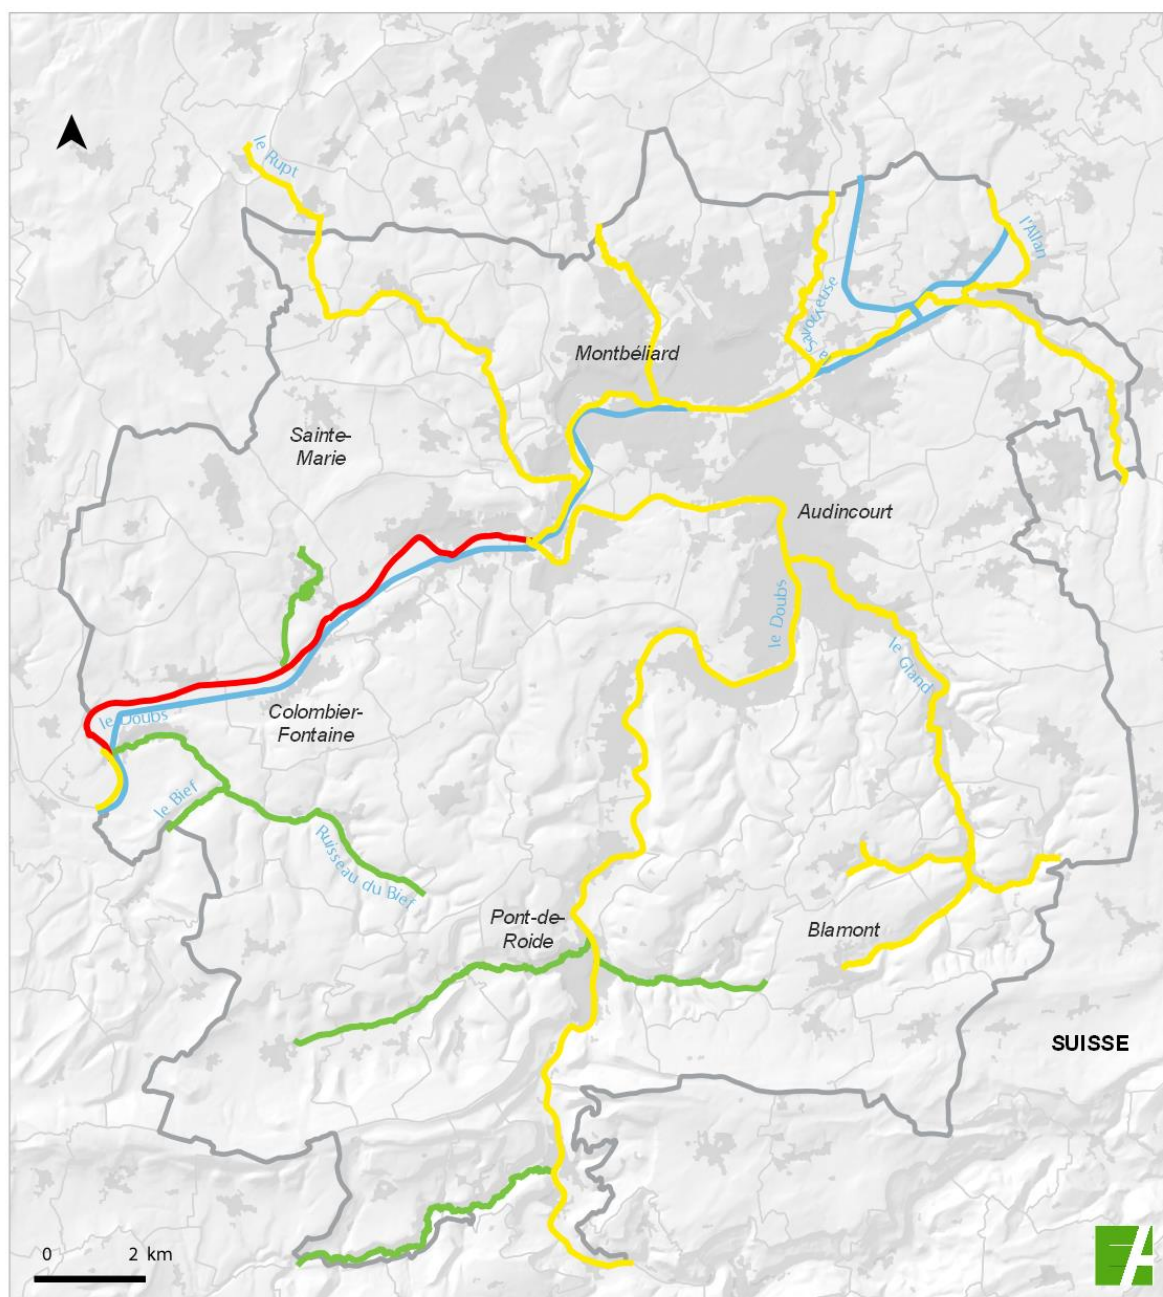 le Rupt
l'Allan
la Savoureuse
Montbéliard
Sainte-
Marie
Audincourt
le Doubs
le Gland
le Doubs
Colombier-
Fontaine
le Bief
Ruisseau du Bief
Pont-de-
Roide
Blamont
SUISSE
0 2 km